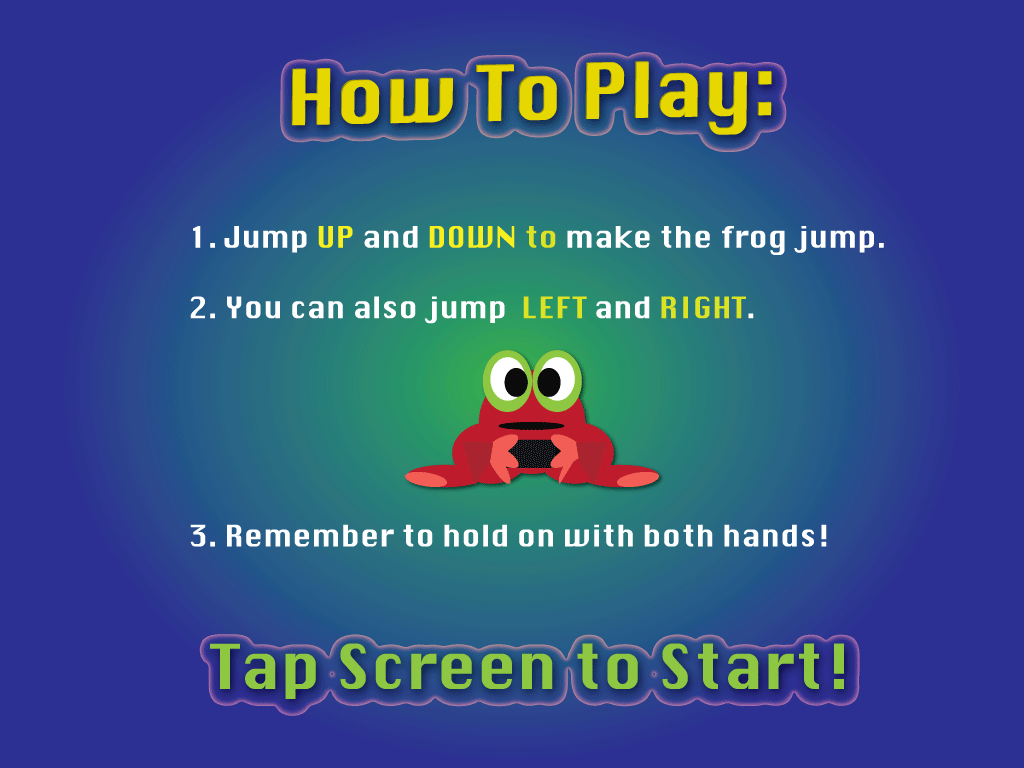 How To Play:
1. Jump UP and DOWN to make the frog jump.
2. You can also jump LEFT and RIGHT.
3. Remember to hold on with both hands!
Tap Screen to Start!